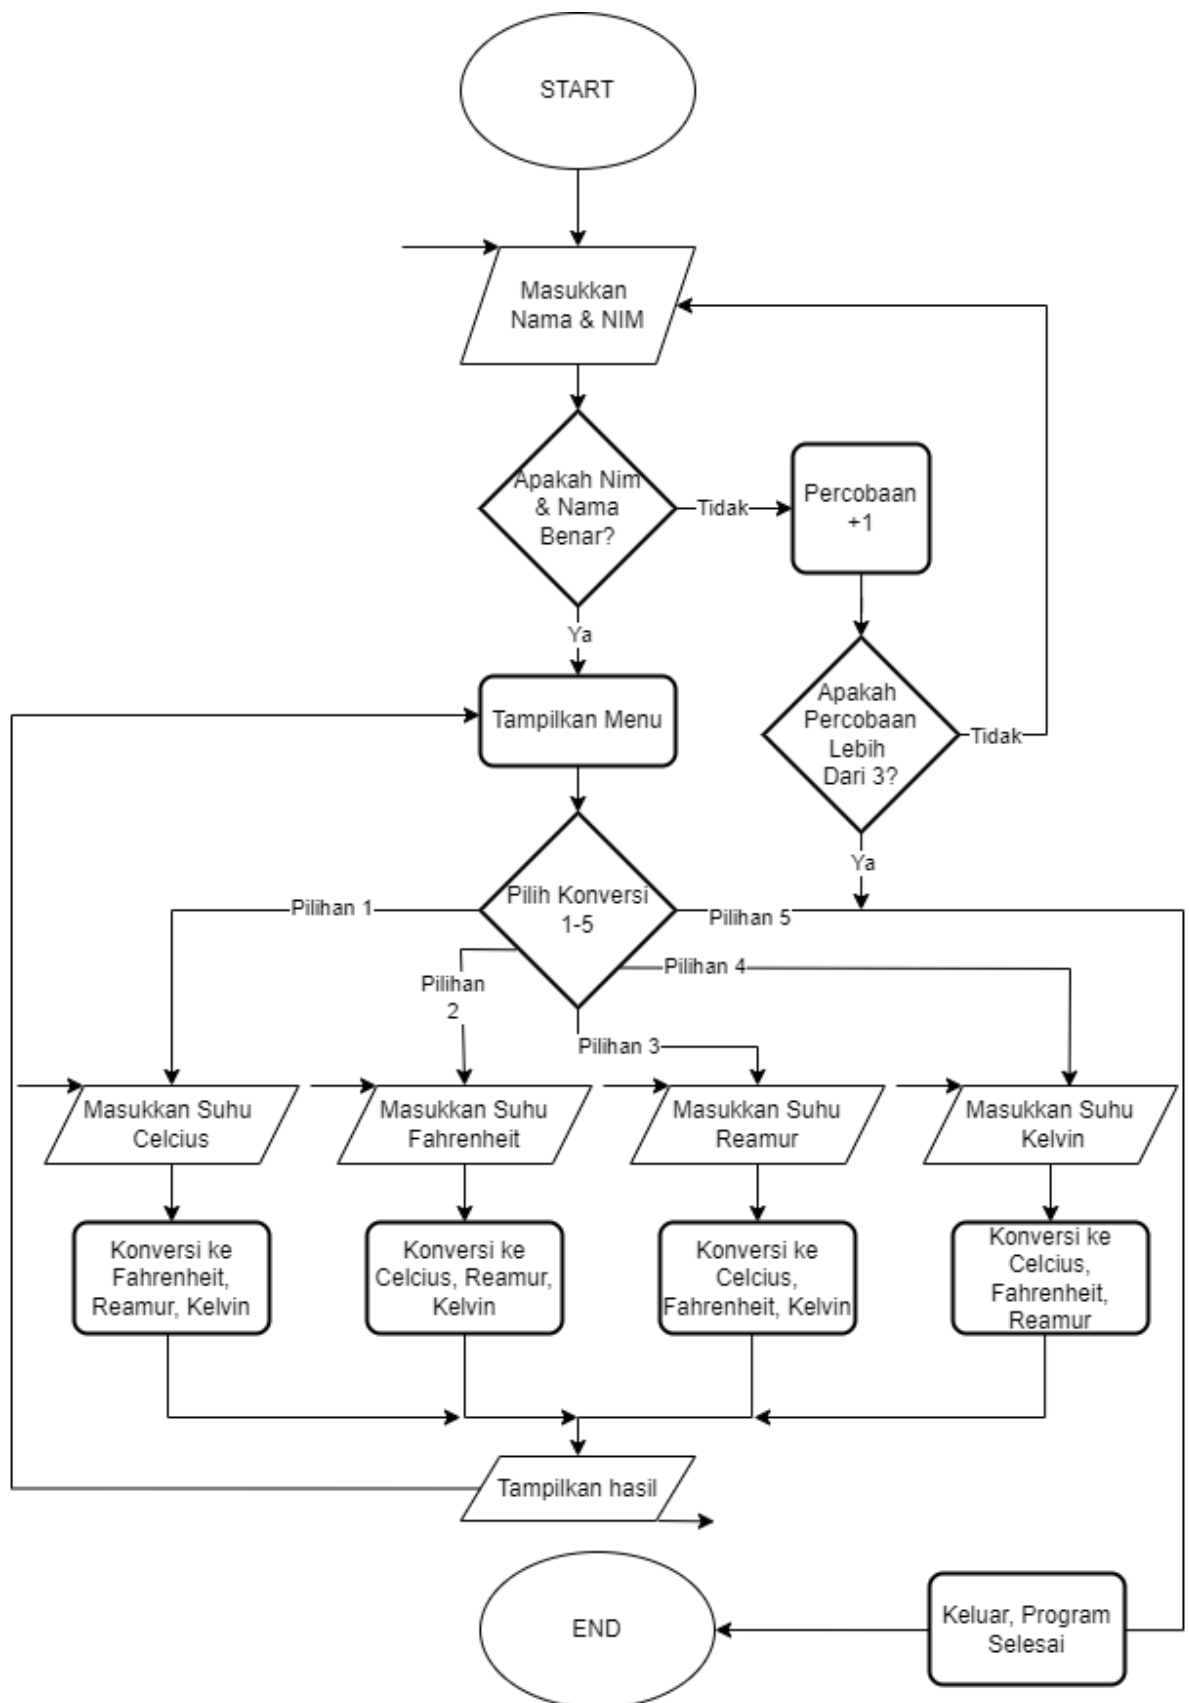 START
Masukkan
Nama & NIM
Apakah Nim
& Nama
Benar?
Tidak
Percobaan
+1
Ya
Tampilkan Menu
Apakah
Percobaan
Lebih
Dari 3?
Tidak
Ya
Pilih Konversi
1-5
Pilihan 1
Pilihan 5
Pilihan 4
Pilihan
2
Pilihan 3
Masukkan Suhu
Celcius
Masukkan Suhu
Fahrenheit
Masukkan Suhu
Reamur
Masukkan Suhu
Kelvin
Konversi ke
Fahrenheit,
Reamur, Kelvin
Konversi ke
Celcius, Reamur,
Kelvin
Konversi ke
Celcius,
Fahrenheit, Kelvin
Konversi ke
Celcius,
Fahrenheit,
Reamur
Tampilkan hasil
END
Keluar, Program
Selesai